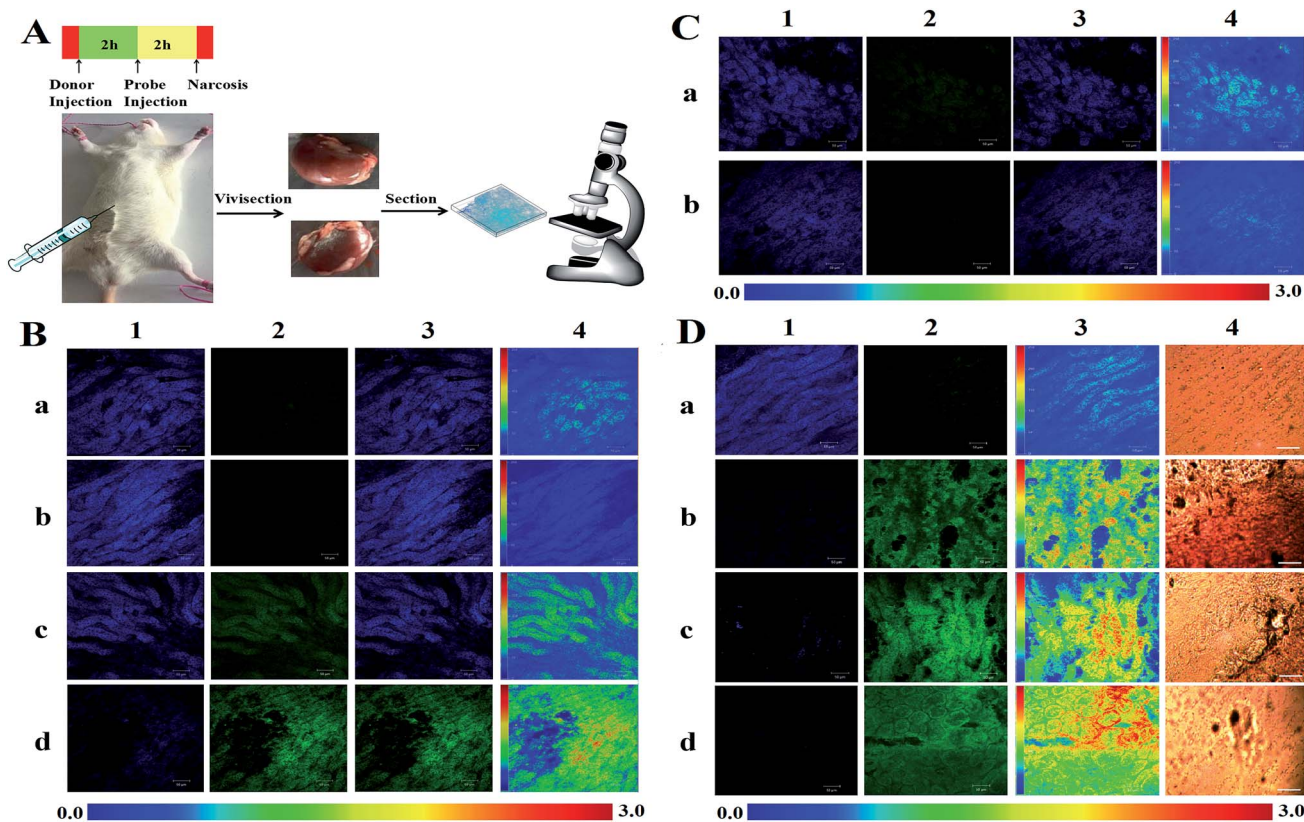 A
2h 2h
Donor Injection
Probe Injection
Narcosis
Vivisection
Section
B
1 2 3 4
a
b
c
d
0.0 3.0
C
1 2 3 4
a
b
0.0 3.0
D
1 2 3 4
a
b
c
d
0.0 3.0